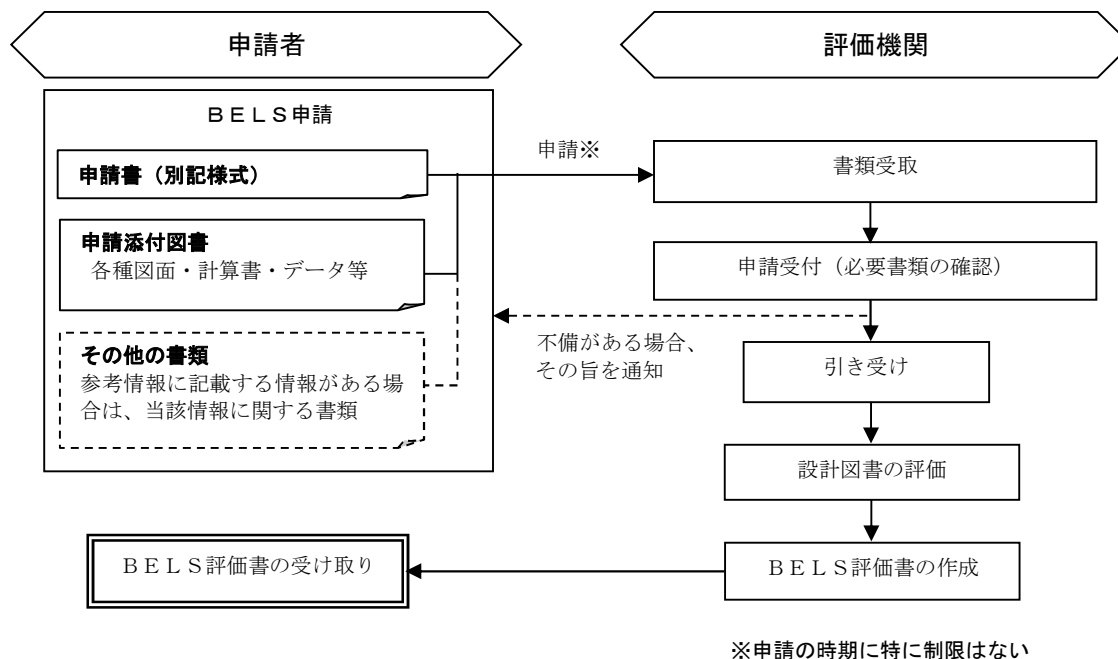 申請者
評価機関
ＢＥＬＳ申請
申請書（別記様式）
申請添付図書
各種図面・計算書・データ等
その他の書類
参考情報に記載する情報がある場
合は、当該情報に関する書類
申請※
書類受取
申請受付（必要書類の確認）
不備がある場合、
その旨を通知
引き受け
設計図書の評価
ＢＥＬＳ評価書の作成
ＢＥＬＳ評価書の受け取り
※申請の時期に特に制限はない